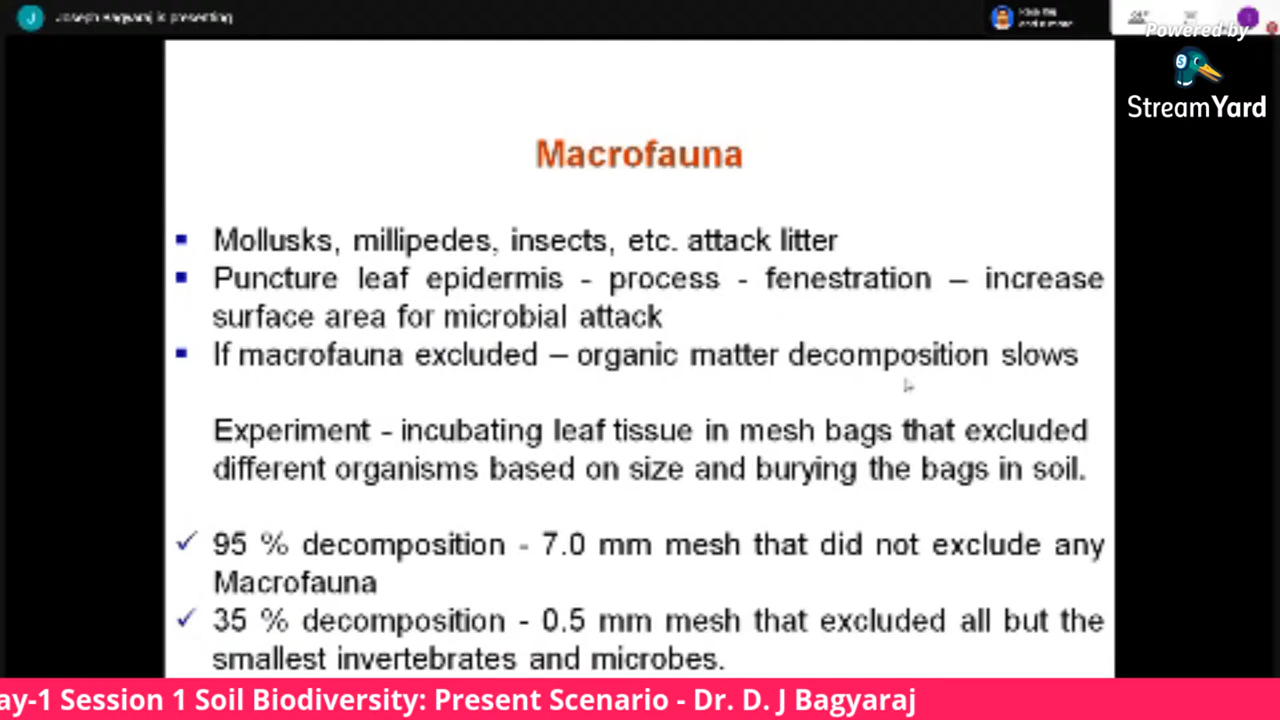 Joseph Bagyaraj is presenting
Powered by
StreamYard
Macrofauna
Mollusks, millipedes, insects, etc. attack litter
Puncture leaf epidermis - process - fenestration – increase
surface area for microbial attack
If macrofauna excluded – organic matter decomposition slows
Experiment - incubating leaf tissue in mesh bags that excluded
different organisms based on size and burying the bags in soil.
95 % decomposition - 7.0 mm mesh that did not exclude any
Macrofauna
35 % decomposition - 0.5 mm mesh that excluded all but the
smallest invertebrates and microbes.
ay-1 Session 1 Soil Biodiversity: Present Scenario - Dr. D. J Bagyaraj